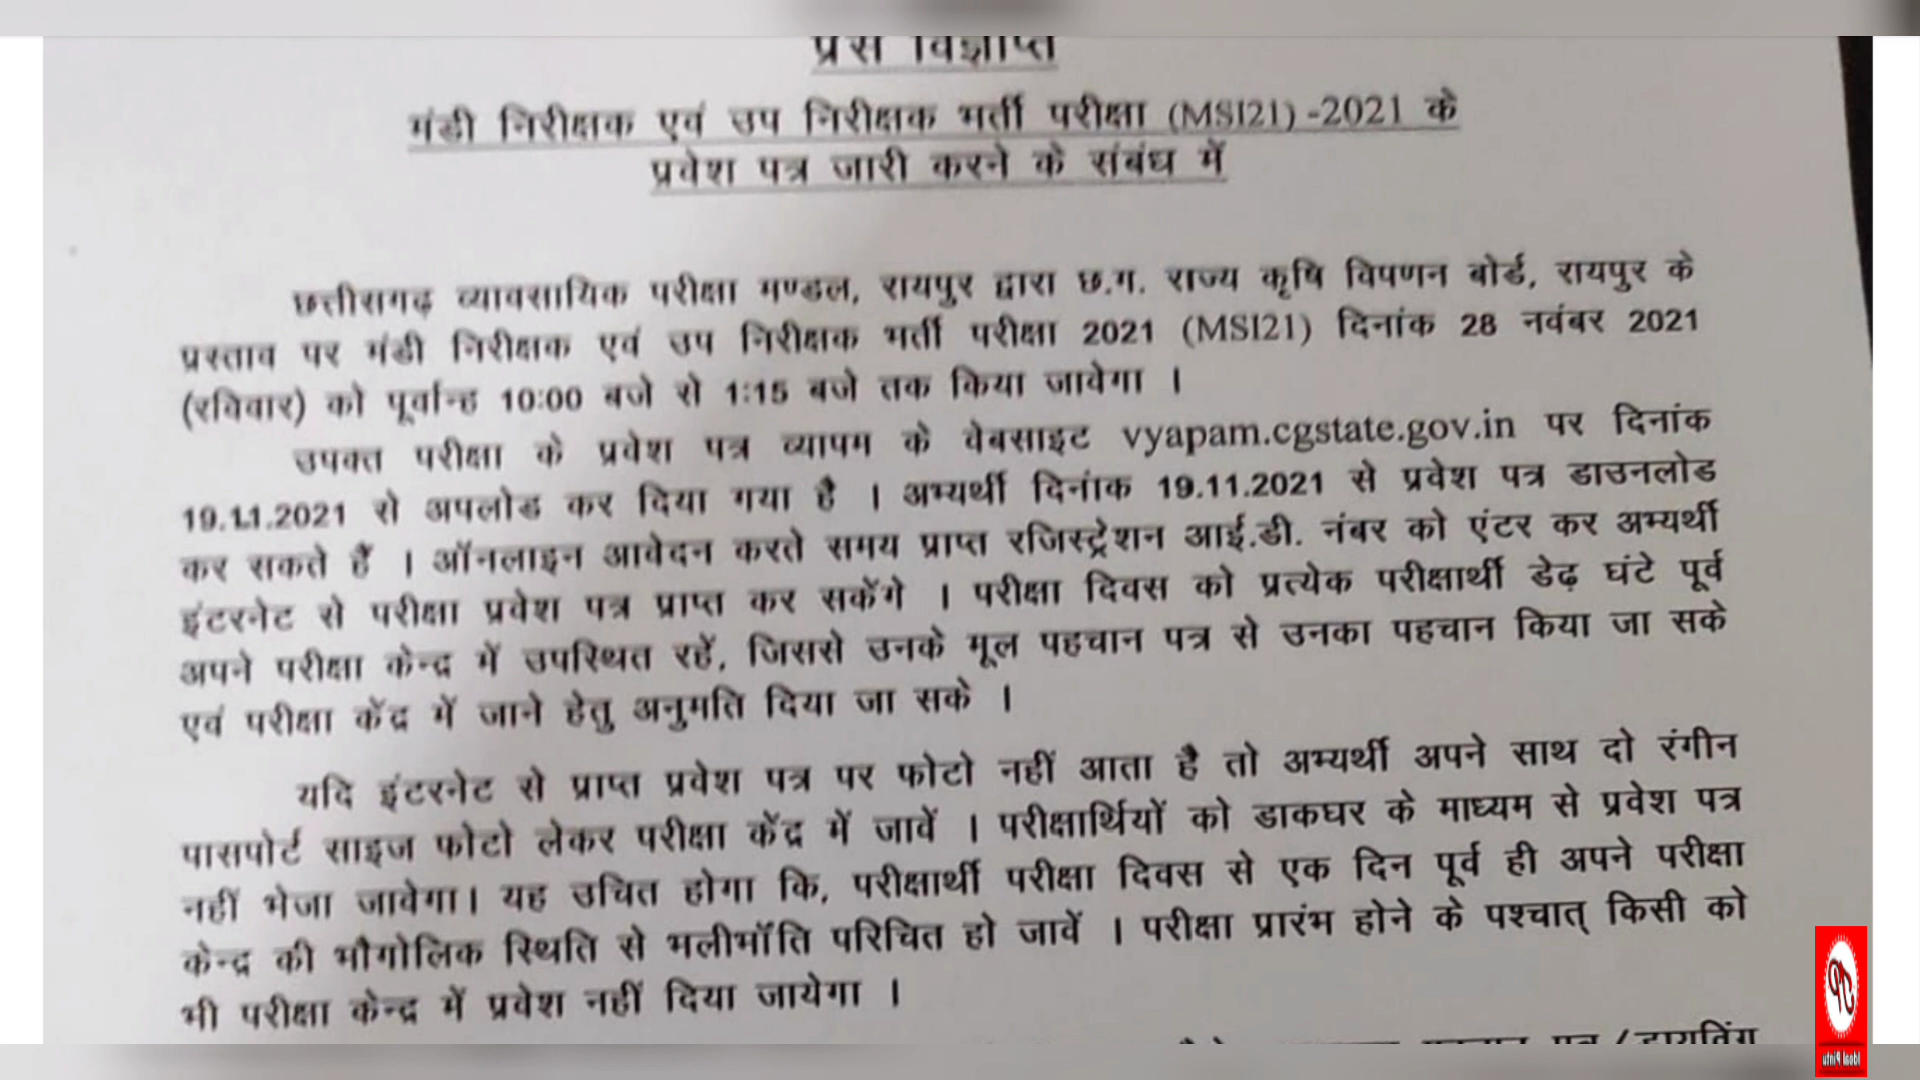 प्रेस विज्ञप्ति
मंडी निरीक्षक एवं उप निरीक्षक भर्ती परीक्षा (MSI21) -2021 के
प्रवेश पत्र जारी करने के संबंध में
छत्तीसगढ़ व्यावसायिक परीक्षा मण्डल, रायपुर द्वारा छ.ग. राज्य कृषि विपणन बोर्ड, रायपुर के
प्रस्ताव पर मंडी निरीक्षक एवं उप निरीक्षक भर्ती परीक्षा 2021 (MSI21) दिनांक 28 नवंबर 2021
(रविवार) को पूर्वान्ह 10:00 बजे से 1:15 बजे तक किया जावेगा ।
उपक्त परीक्षा के प्रवेश पत्र व्यापम के वेबसाइट vyapam.cgstate.gov.in पर दिनांक
19.11.2021 से अपलोड कर दिया गया है । अभ्यर्थी दिनांक 19.11.2021 से प्रवेश पत्र डाउनलोड
कर सकते हैं । ऑनलाइन आवेदन करते समय प्राप्त रजिस्ट्रेशन आई.डी. नंबर को एंटर कर अभ्यर्थी
इंटरनेट से परीक्षा प्रवेश पत्र प्राप्त कर सकेंगे । परीक्षा दिवस को प्रत्येक परीक्षार्थी डेढ़ घंटे पूर्व
अपने परीक्षा केन्द्र में उपस्थित रहें, जिससे उनके मूल पहचान पत्र से उनका पहचान किया जा सके
एवं परीक्षा केंद्र में जाने हेतु अनुमति दिया जा सके ।
यदि इंटरनेट से प्राप्त प्रवेश पत्र पर फोटो नहीं आता है तो अभ्यर्थी अपने साथ दो रंगीन
पासपोर्ट साइज फोटो लेकर परीक्षा केंद्र में जावें । परीक्षार्थियों को डाकघर के माध्यम से प्रवेश पत्र
नहीं भेजा जावेगा। यह उचित होगा कि, परीक्षार्थी परीक्षा दिवस से एक दिन पूर्व ही अपने परीक्षा
केन्द्र की भौगोलिक स्थिति से भलीभॉति परिचित हो जावें । परीक्षा प्रारंभ होने के पश्चात् किसी को
भी परीक्षा केन्द्र में प्रवेश नहीं दिया जायेगा ।
पत्र / ड्रायविंग
Ideal Pintu